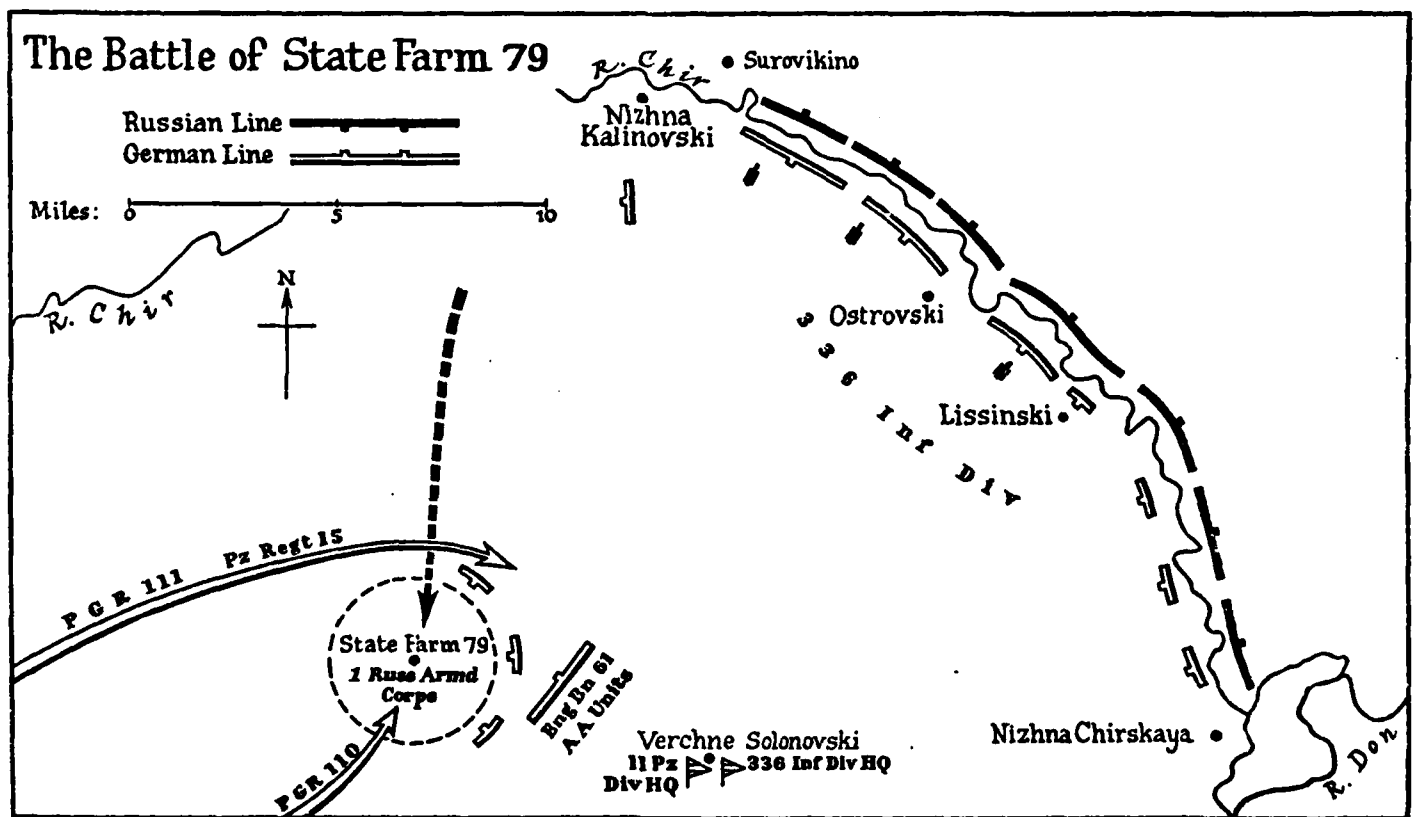 The Battle of State Farm 79
Russian Line
German Line
Miles: 0 5 10
R. Chir
Surovikino
Nizhna
Kalinovski
R. Chir
N
Ostrovski
336 Inf Div
Lissinski
PGR 111 Pz Regt 15
State Farm 79
1 Russ Armd
Corps
PGR 110
Bng Bn 61
A A Units
Verchne Solonovski
11 Pz
Div HQ
336 Inf Div HQ
Nizhna Chirskaya
R. Don